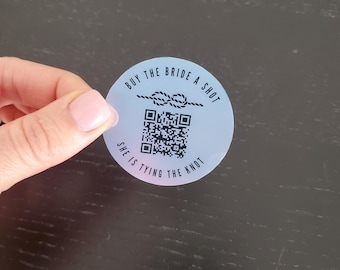 BUY THE BRIDE A SHOT
SHE IS TYING THE KNOT